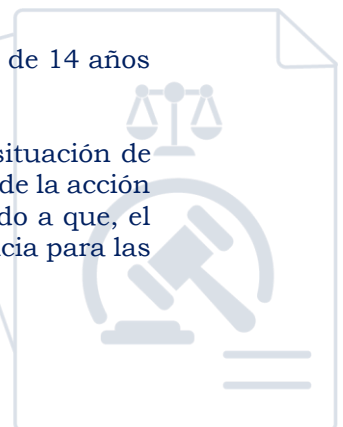 de 14 años
situación de
de la acción
do a que, el
cia para las